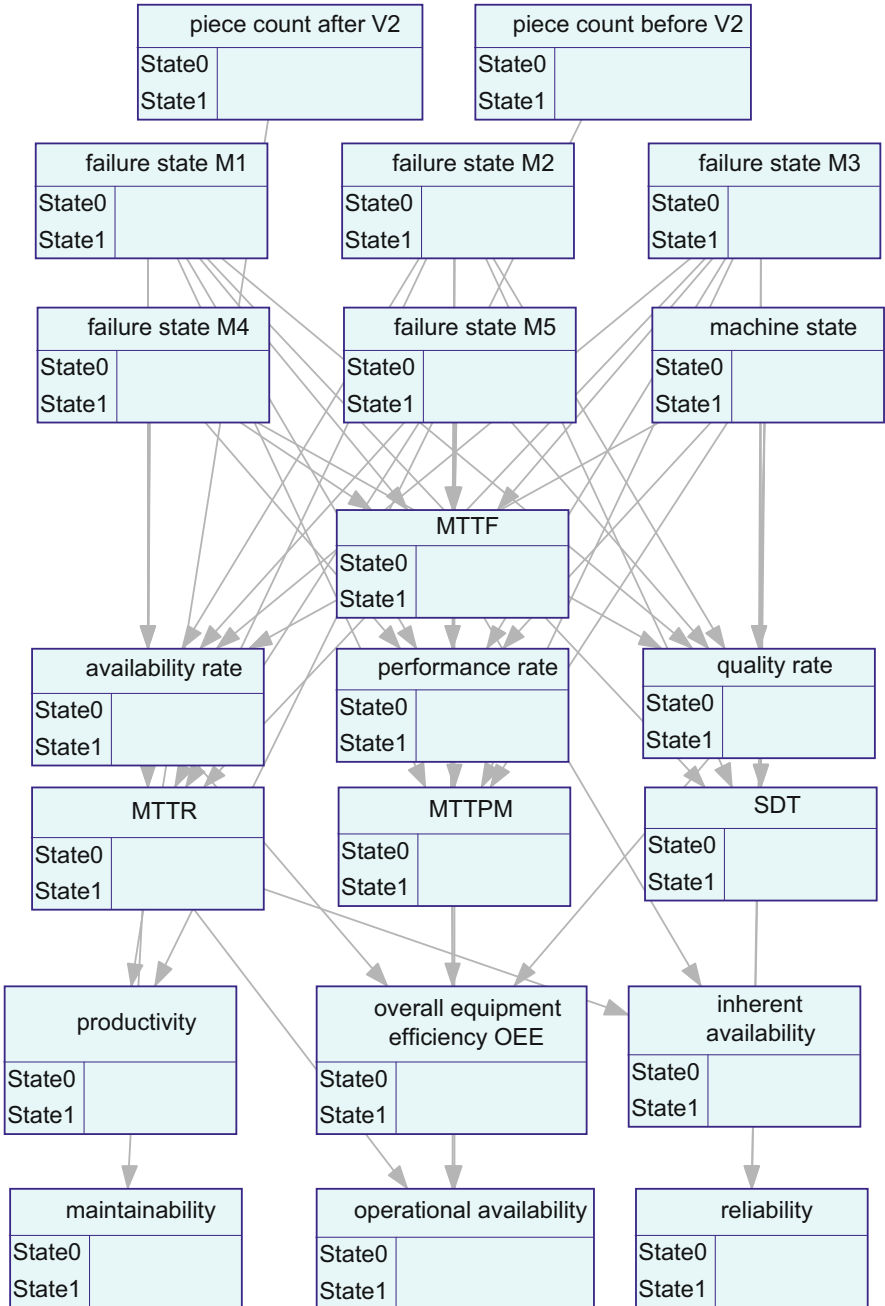 piece count after V2
State0
State1
piece count before V2
State0
State1
failure state M1
State0
State1
failure state M2
State0
State1
failure state M3
State0
State1
failure state M4
State0
State1
failure state M5
State0
State1
machine state
State0
State1
MTTF
State0
State1
availability rate
State0
State1
performance rate
State0
State1
quality rate
State0
State1
MTTR
State0
State1
MTTPM
State0
State1
SDT
State0
State1
productivity
State0
State1
overall equipment
efficiency OEE
State0
State1
inherent
availability
State0
State1
maintainability
State0
State1
operational availability
State0
State1
reliability
State0
State1